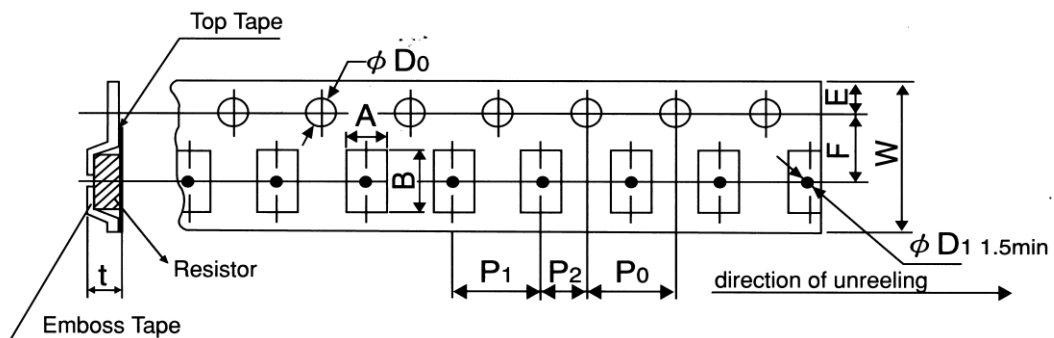 Top Tape
φ D0
A
B
E
F
W
φ D1 1.5min
P1
P2
P0
direction of unreeling
t
Resistor
Emboss Tape